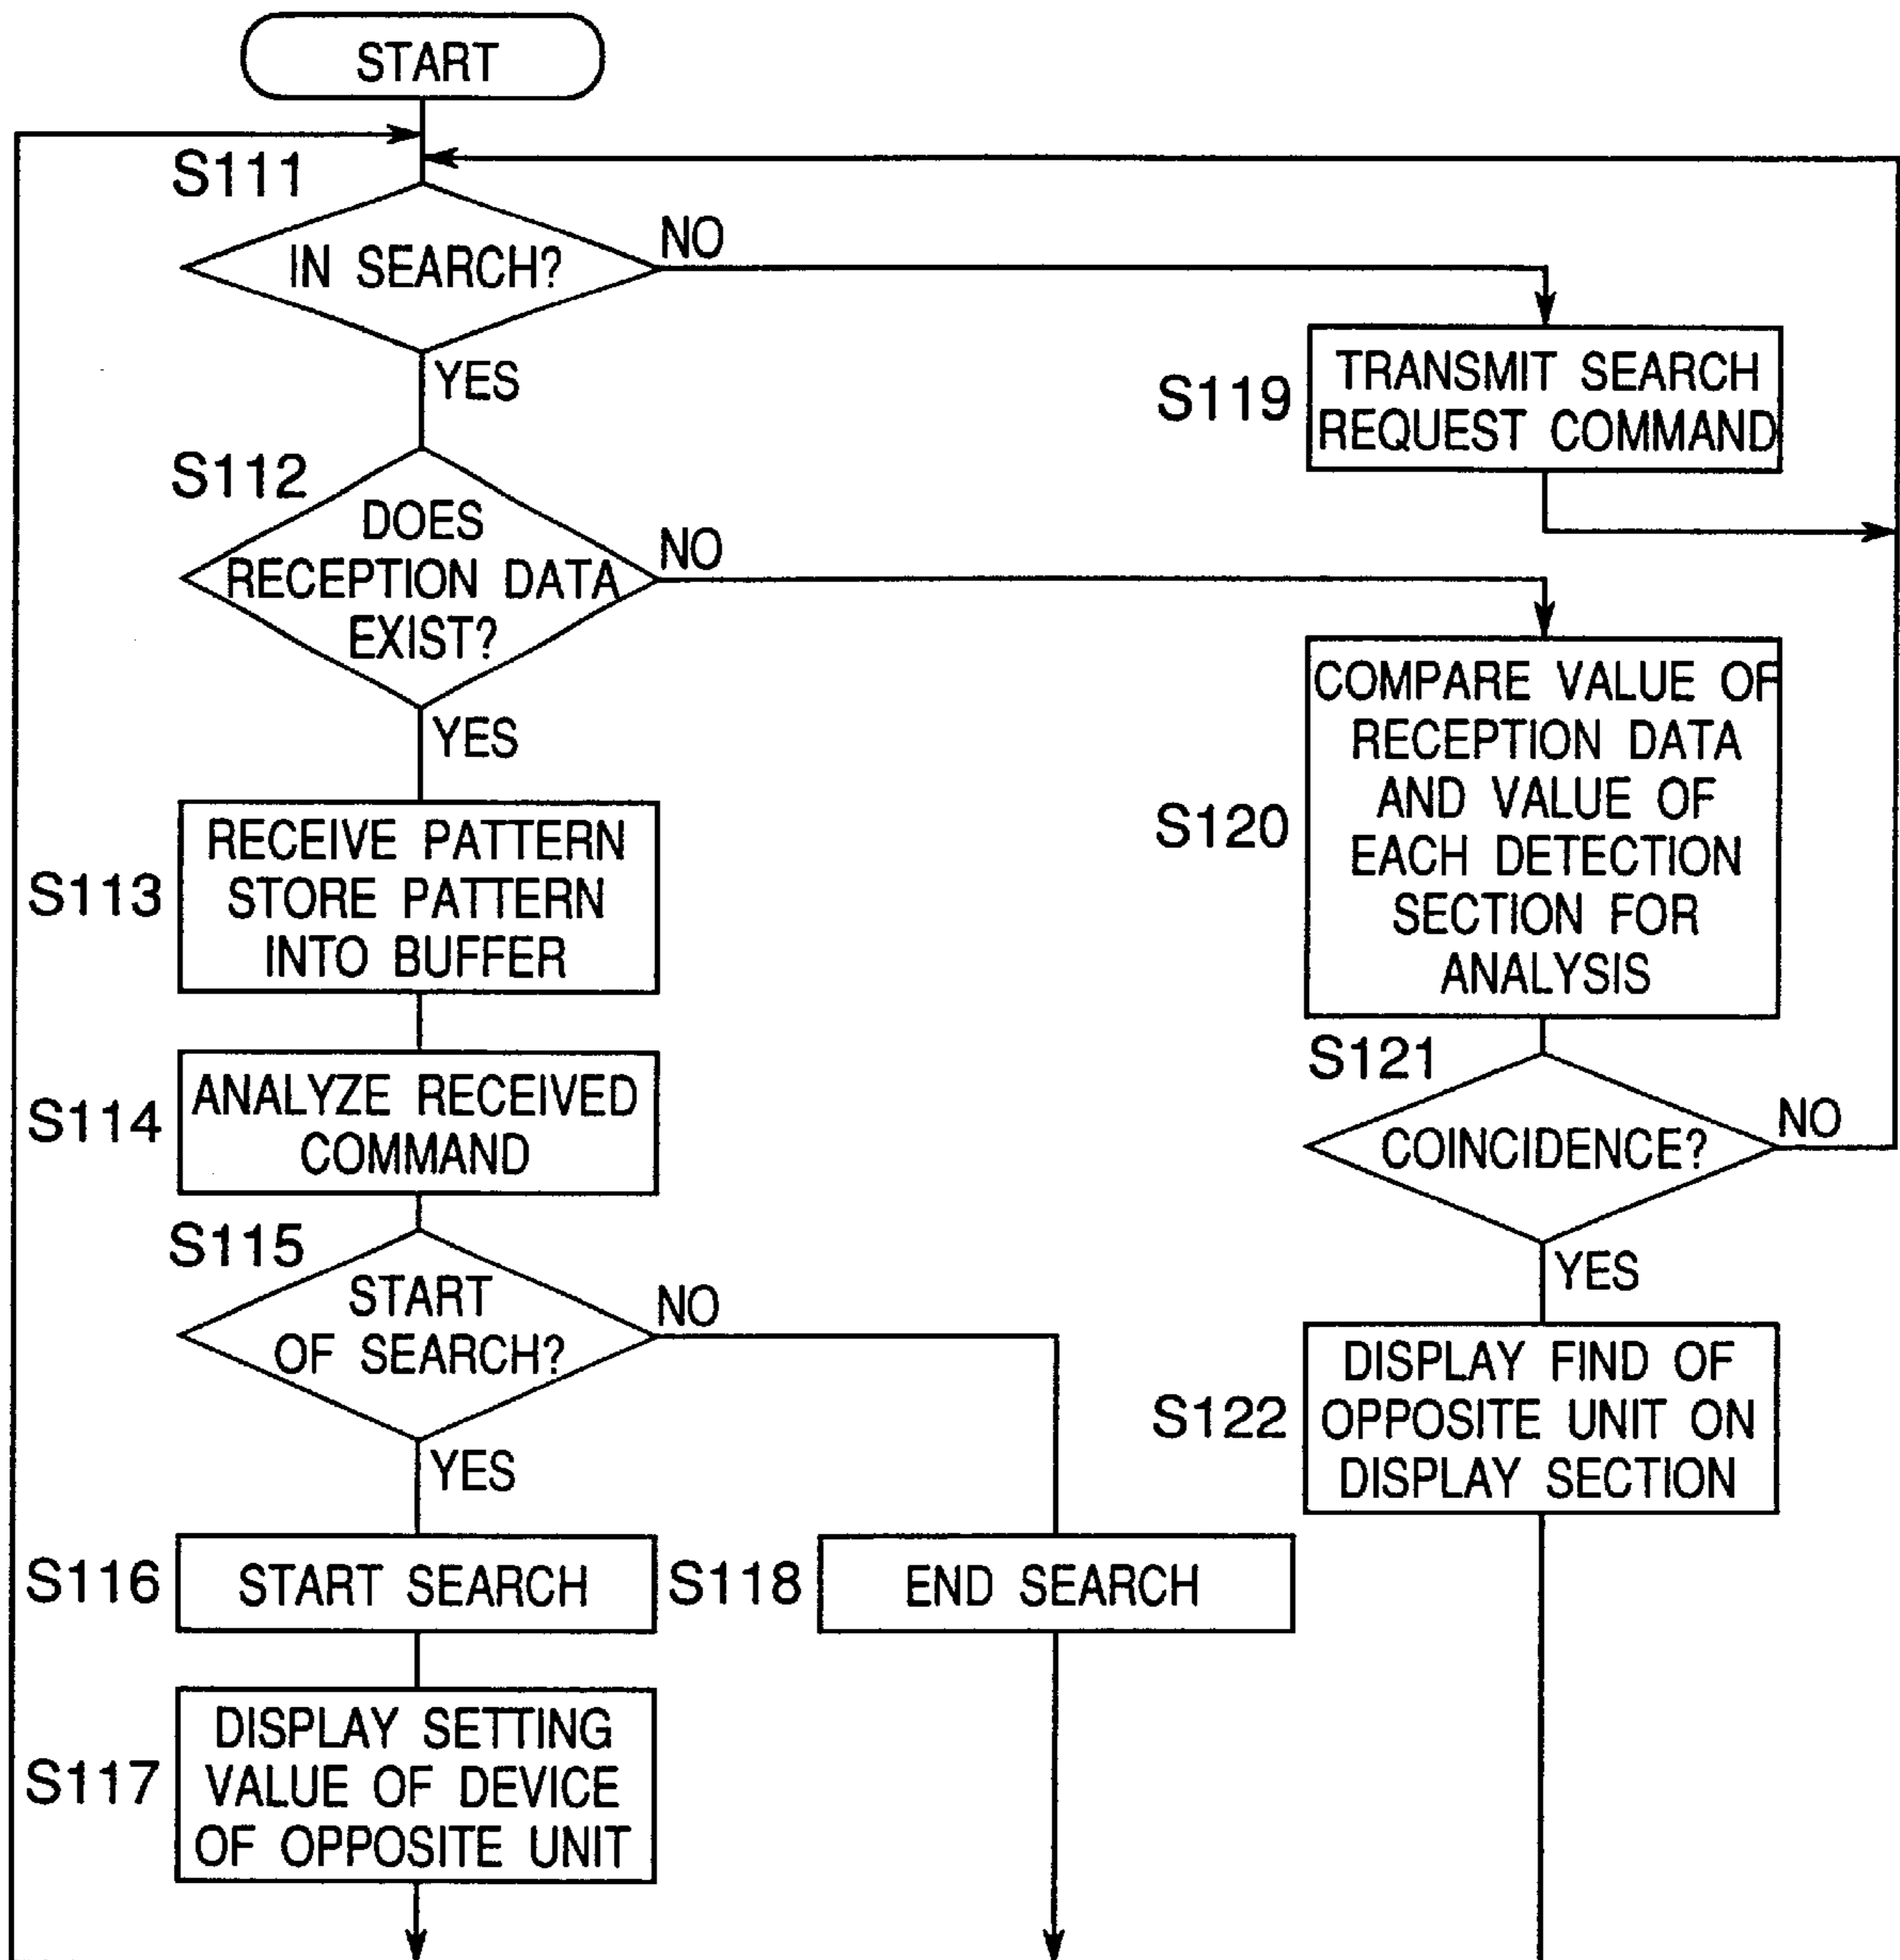 START
S111
IN SEARCH?
NO
YES
S119
TRANSMIT SEARCH
REQUEST COMMAND
S112
DOES
RECEPTION DATA
EXIST?
NO
YES
S113
RECEIVE PATTERN
STORE PATTERN
INTO BUFFER
S120
COMPARE VALUE OF
RECEPTION DATA
AND VALUE OF
EACH DETECTION
SECTION FOR
ANALYSIS
S114
ANALYZE RECEIVED
COMMAND
S121
COINCIDENCE?
NO
YES
S115
START
OF SEARCH?
NO
YES
S122
DISPLAY FIND OF
OPPOSITE UNIT ON
DISPLAY SECTION
S116
START SEARCH
S118
END SEARCH
S117
DISPLAY SETTING
VALUE OF DEVICE
OF OPPOSITE UNIT